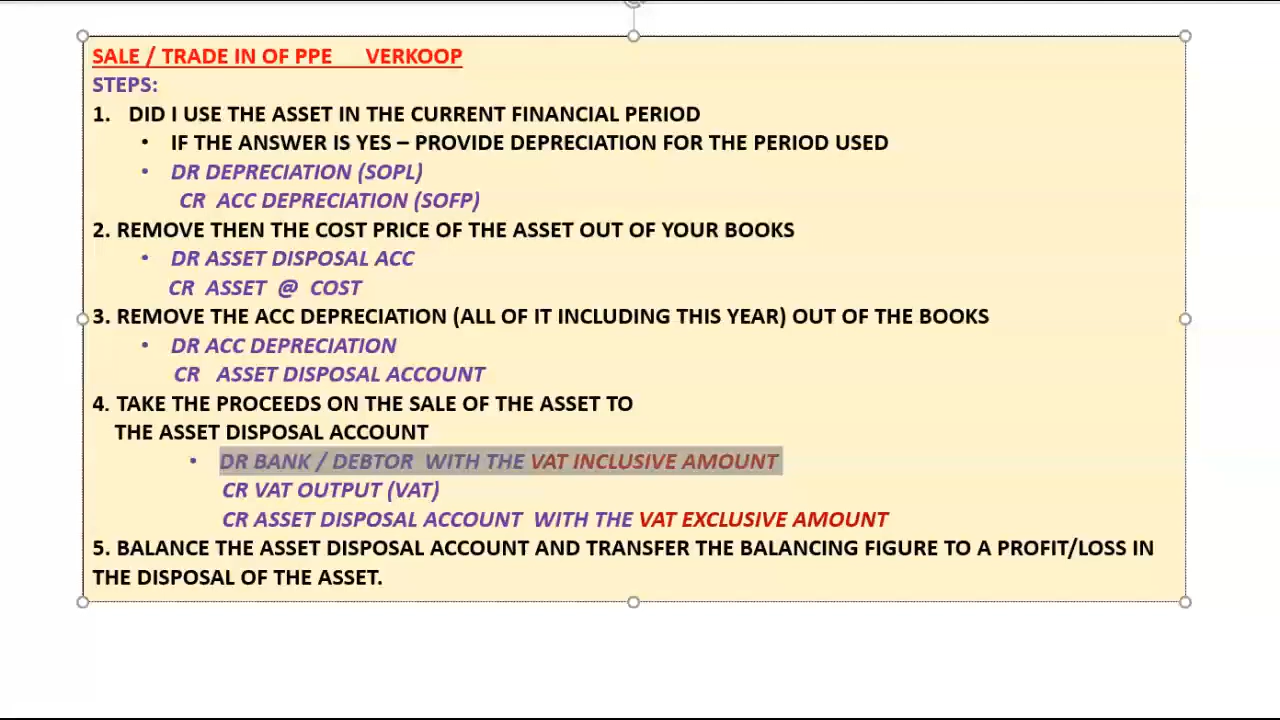 SALE / TRADE IN OF PPE VERKOOP
STEPS:
1. DID I USE THE ASSET IN THE CURRENT FINANCIAL PERIOD
• IF THE ANSWER IS YES – PROVIDE DEPRECIATION FOR THE PERIOD USED
• DR DEPRECIATION (SOPL)
CR ACC DEPRECIATION (SOFP)
2. REMOVE THEN THE COST PRICE OF THE ASSET OUT OF YOUR BOOKS
• DR ASSET DISPOSAL ACC
CR ASSET @ COST
3. REMOVE THE ACC DEPRECIATION (ALL OF IT INCLUDING THIS YEAR) OUT OF THE BOOKS
• DR ACC DEPRECIATION
CR ASSET DISPOSAL ACCOUNT
4. TAKE THE PROCEEDS ON THE SALE OF THE ASSET TO
THE ASSET DISPOSAL ACCOUNT
• DR BANK / DEBTOR WITH THE VAT INCLUSIVE AMOUNT
CR VAT OUTPUT (VAT)
CR ASSET DISPOSAL ACCOUNT WITH THE VAT EXCLUSIVE AMOUNT
5. BALANCE THE ASSET DISPOSAL ACCOUNT AND TRANSFER THE BALANCING FIGURE TO A PROFIT/LOSS IN
THE DISPOSAL OF THE ASSET.